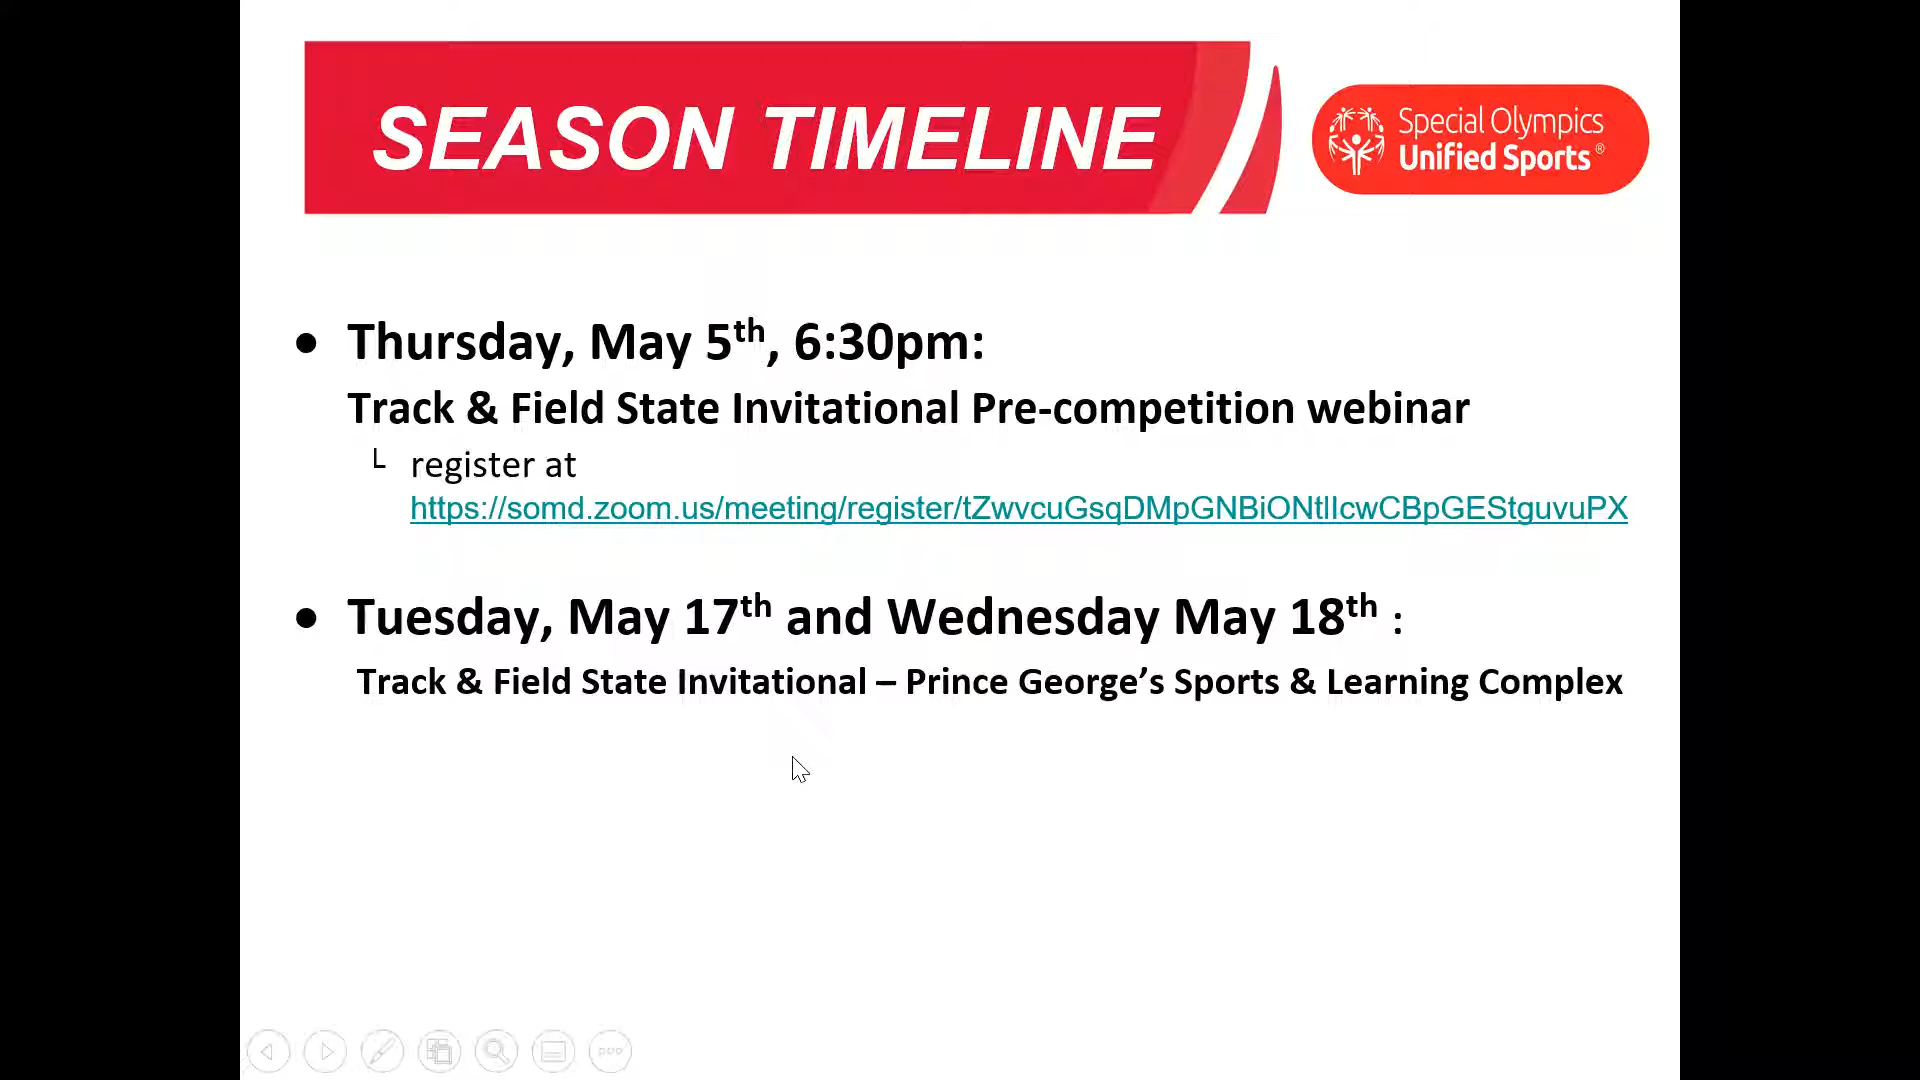 SEASON TIMELINE
Special Olympics
Unified Sports®
• Thursday, May 5th, 6:30pm:
Track & Field State Invitational Pre-competition webinar
└ register at
https://somd.zoom.us/meeting/register/tZwvcuGsqDMpGNBiONtlIcwCBpGEStguvuPX
• Tuesday, May 17th and Wednesday May 18th :
Track & Field State Invitational – Prince George’s Sports & Learning Complex